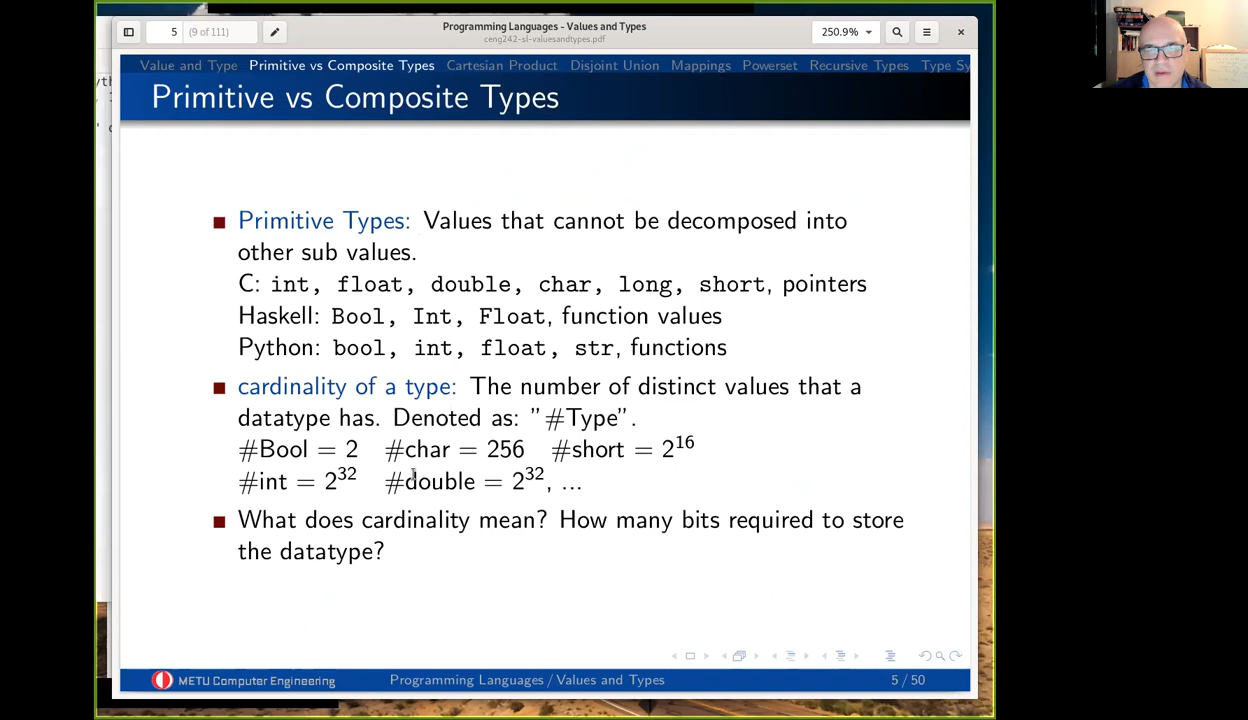 Programming Languages - Values and Types
5 (9 of 111)
ceng242-sl-valuesandtypes.pdf
250.9%
Value and Type Primitive vs Composite Types Cartesian Product Disjoint Union Mappings Powerset Recursive Types Type Sy
Primitive vs Composite Types
Primitive Types: Values that cannot be decomposed into
other sub values.
C: int, float, double, char, long, short, pointers
Haskell: Bool, Int, Float, function values
Python: bool, int, float, str, functions
cardinality of a type: The number of distinct values that a
datatype has. Denoted as: "#Type".
#Bool = 2 #char = 256 #short = 2^16
#int = 2^32 #double = 2^32, ...
What does cardinality mean? How many bits required to store
the datatype?
METU Computer Engineering Programming Languages / Values and Types 5 / 50